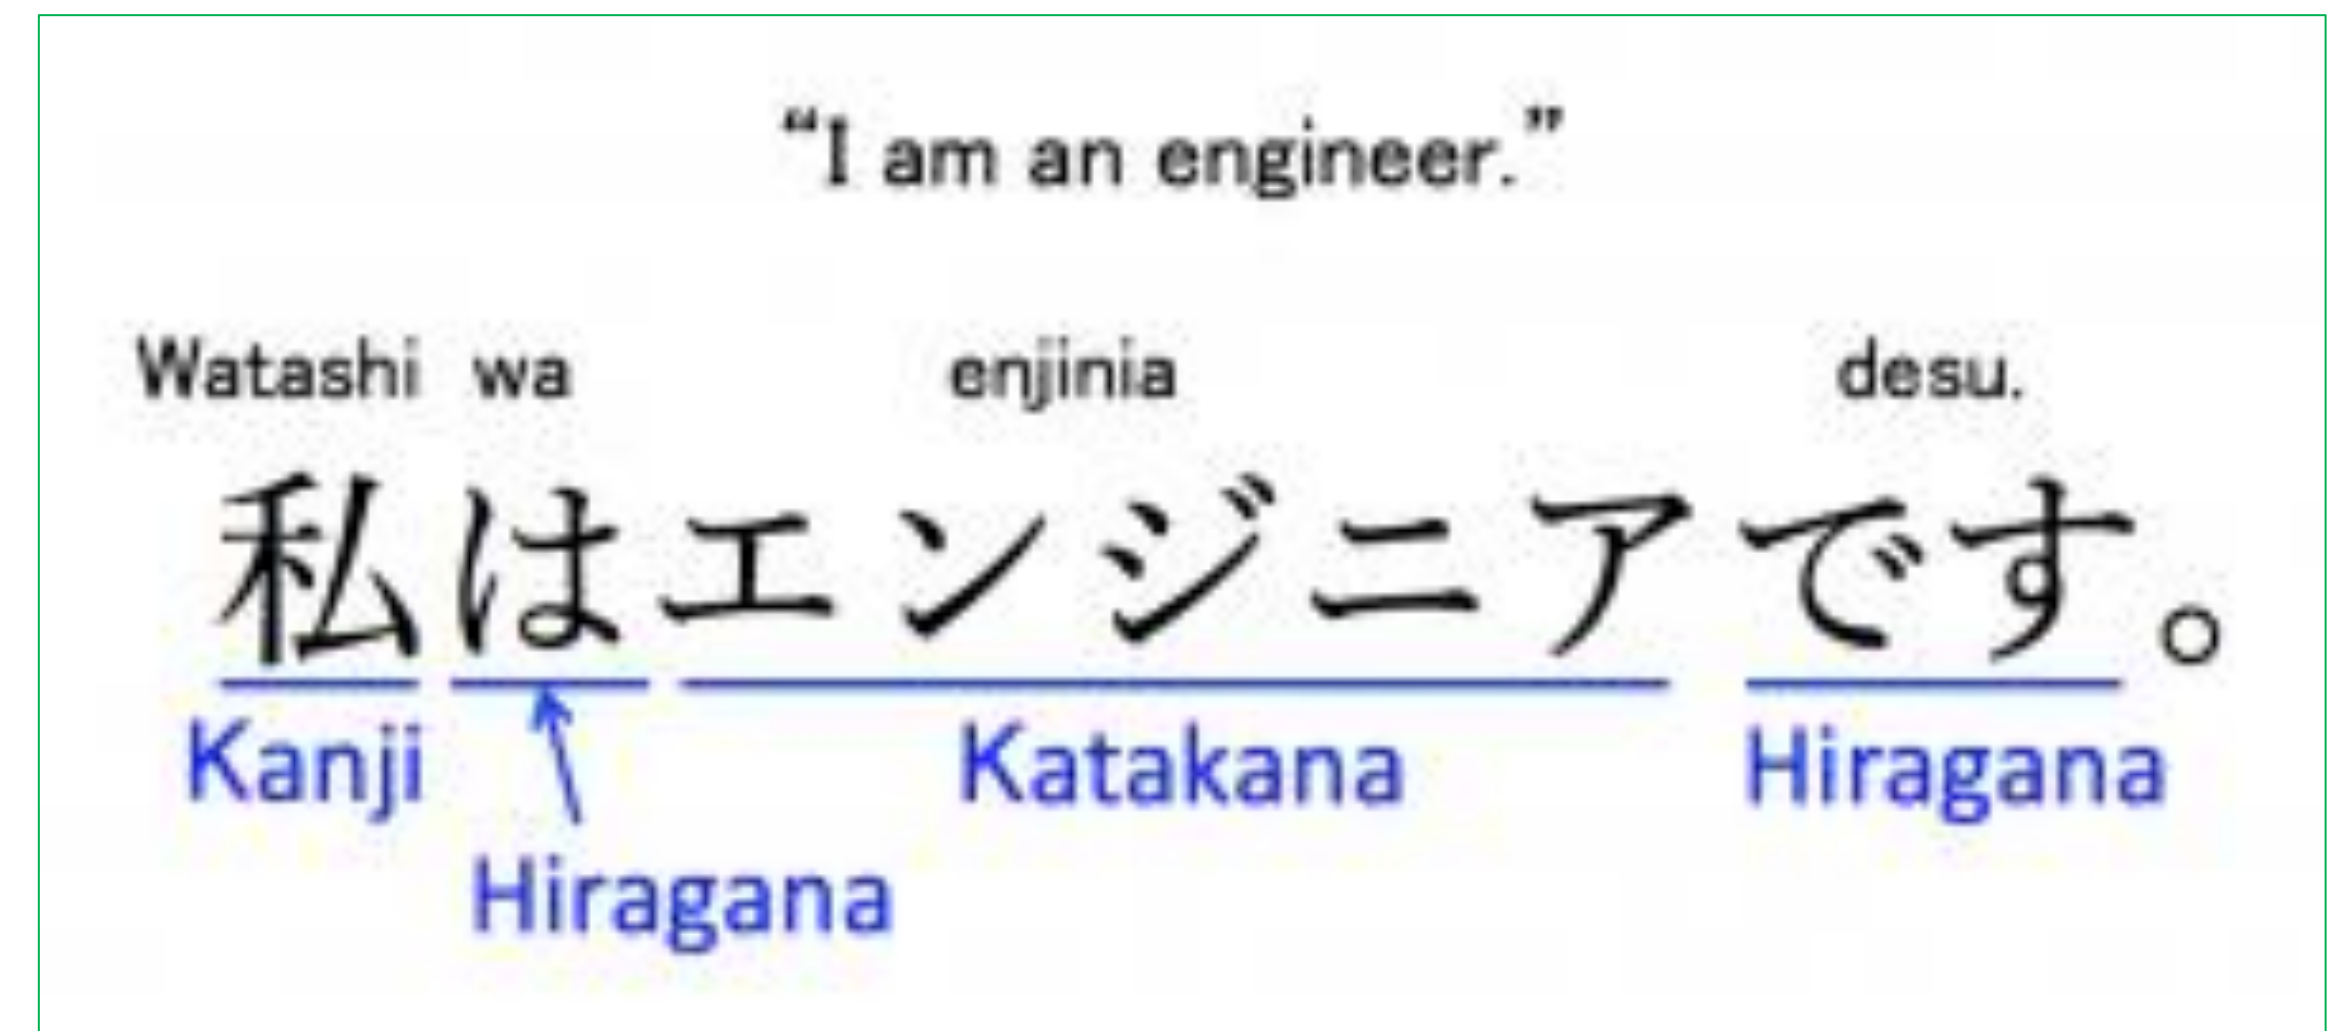 “I am an engineer.”
Watashi wa enjinia desu.
私はエンジニアです。
Kanji Katakana Hiragana
Hiragana